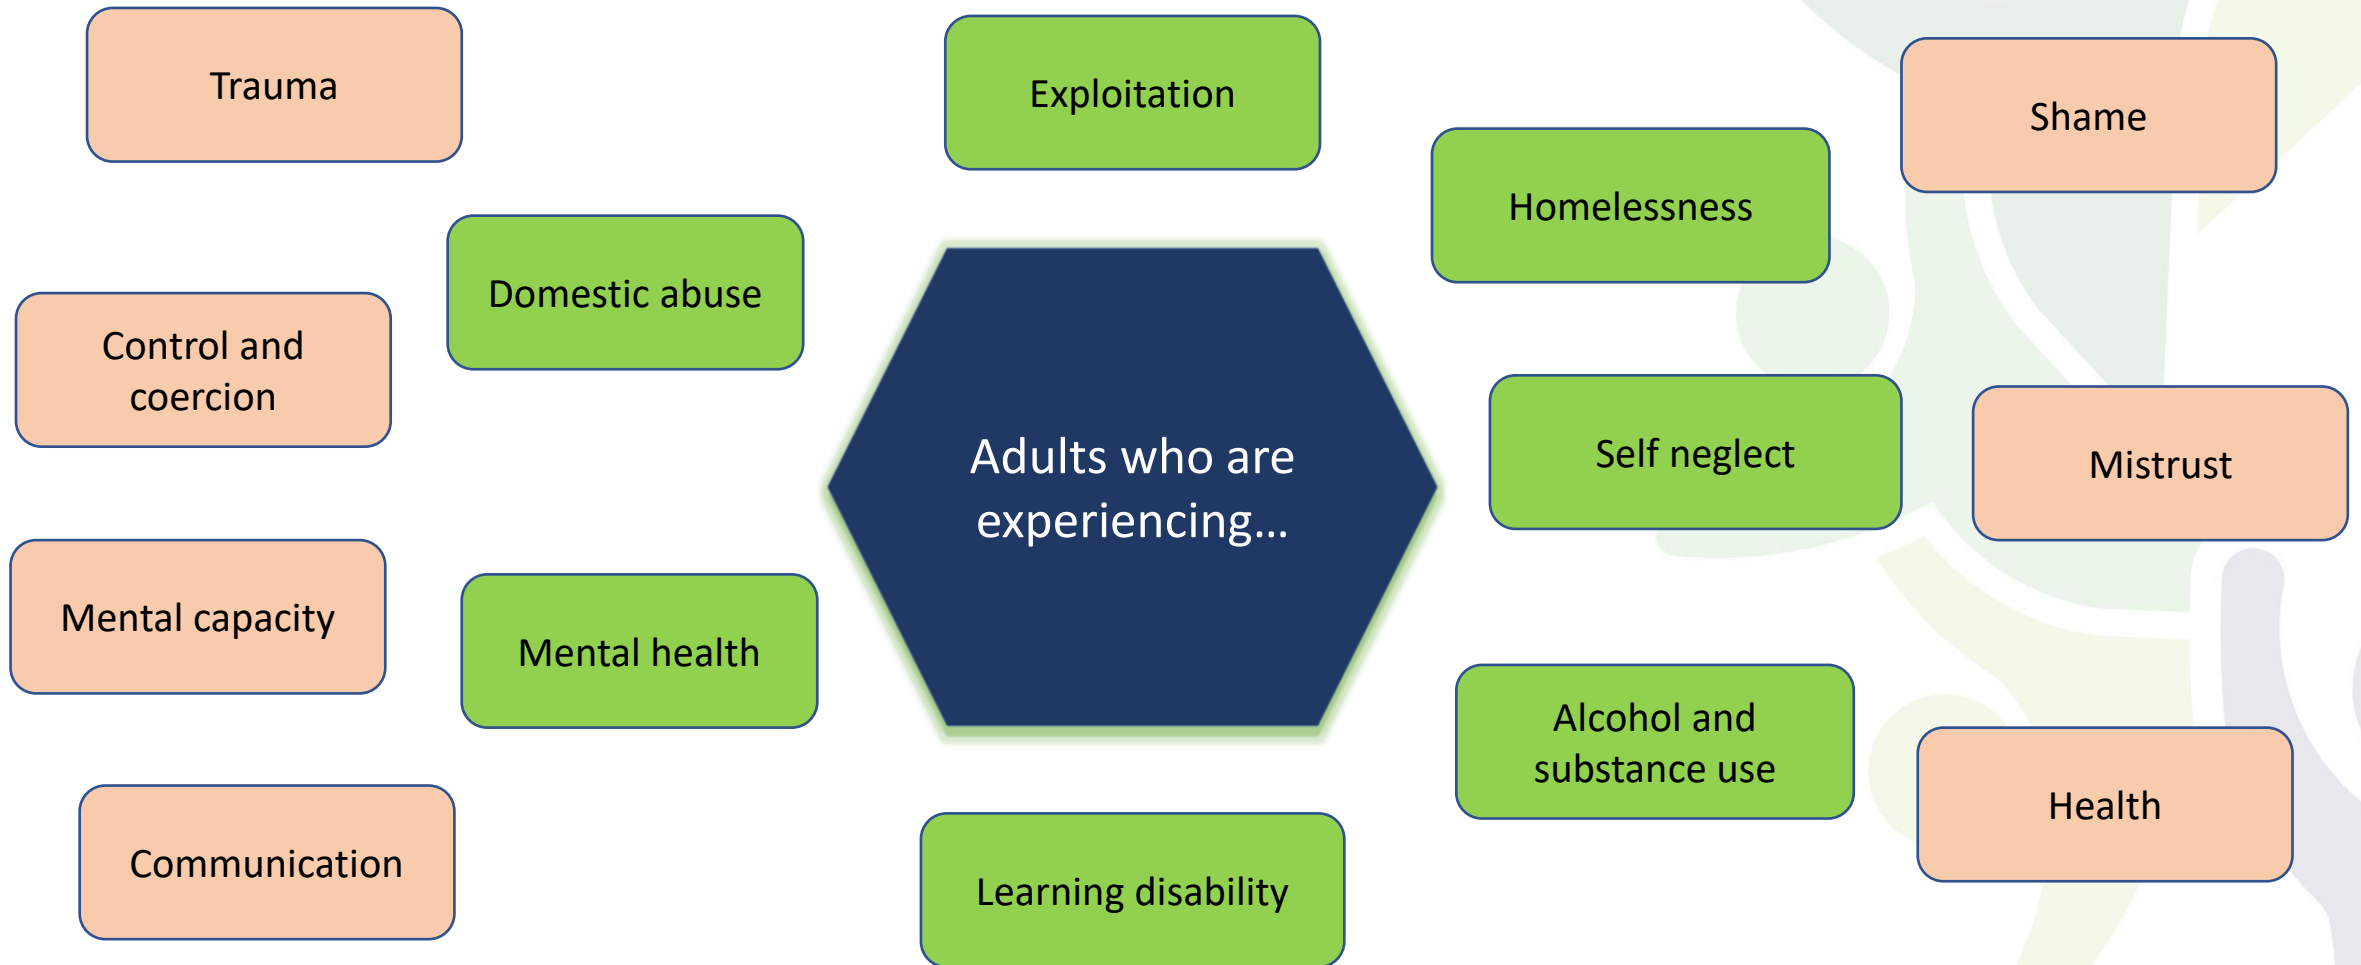 Trauma
Exploitation
Shame
Homelessness
Domestic abuse
Control and
coercion
Adults who are
experiencing...
Self neglect
Mistrust
Mental capacity
Mental health
Alcohol and
substance use
Health
Communication
Learning disability